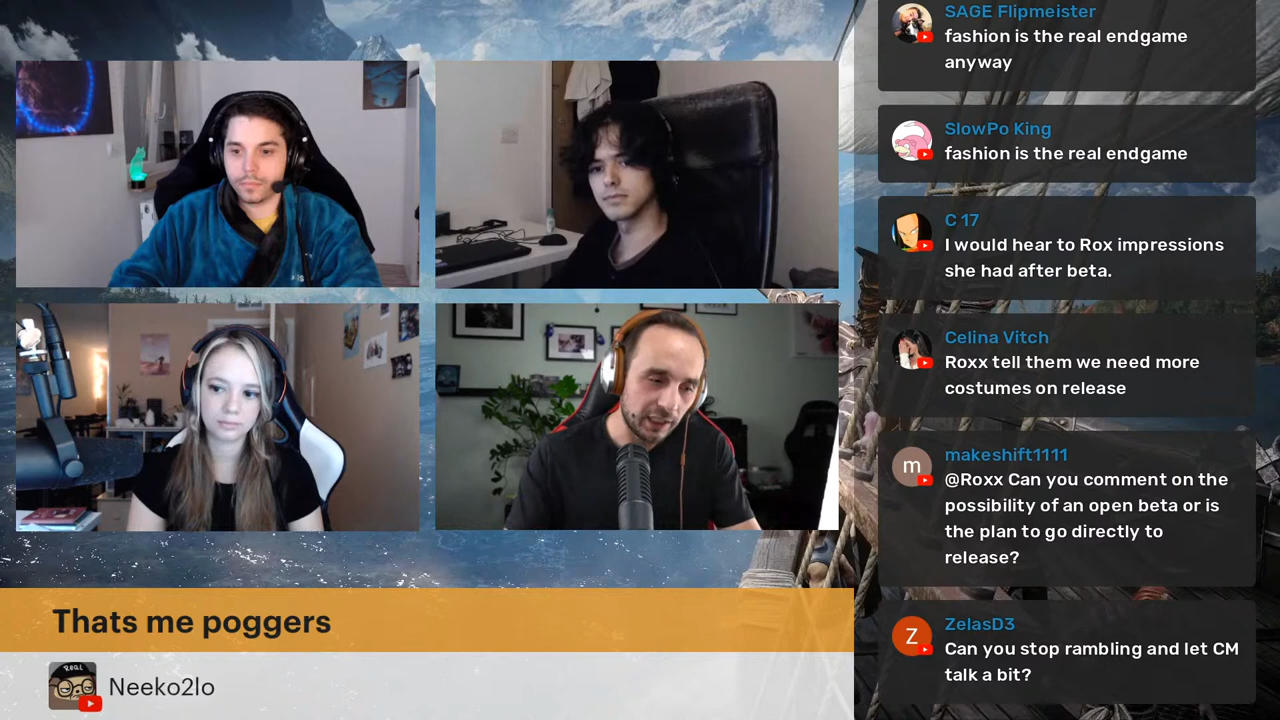 SAGE Flipmeister
fashion is the real endgame
anyway
SlowPo King
fashion is the real endgame
C 17
I would hear to Rox impressions
she had after beta.
Celina Vitch
Roxx tell them we need more
costumes on release
m
makeshift1111
@Roxx Can you comment on the
possibility of an open beta or is
the plan to go directly to
release?
Z
ZelasD3
Can you stop rambling and let CM
talk a bit?
Thats me poggers
REAL
Neeko2lo